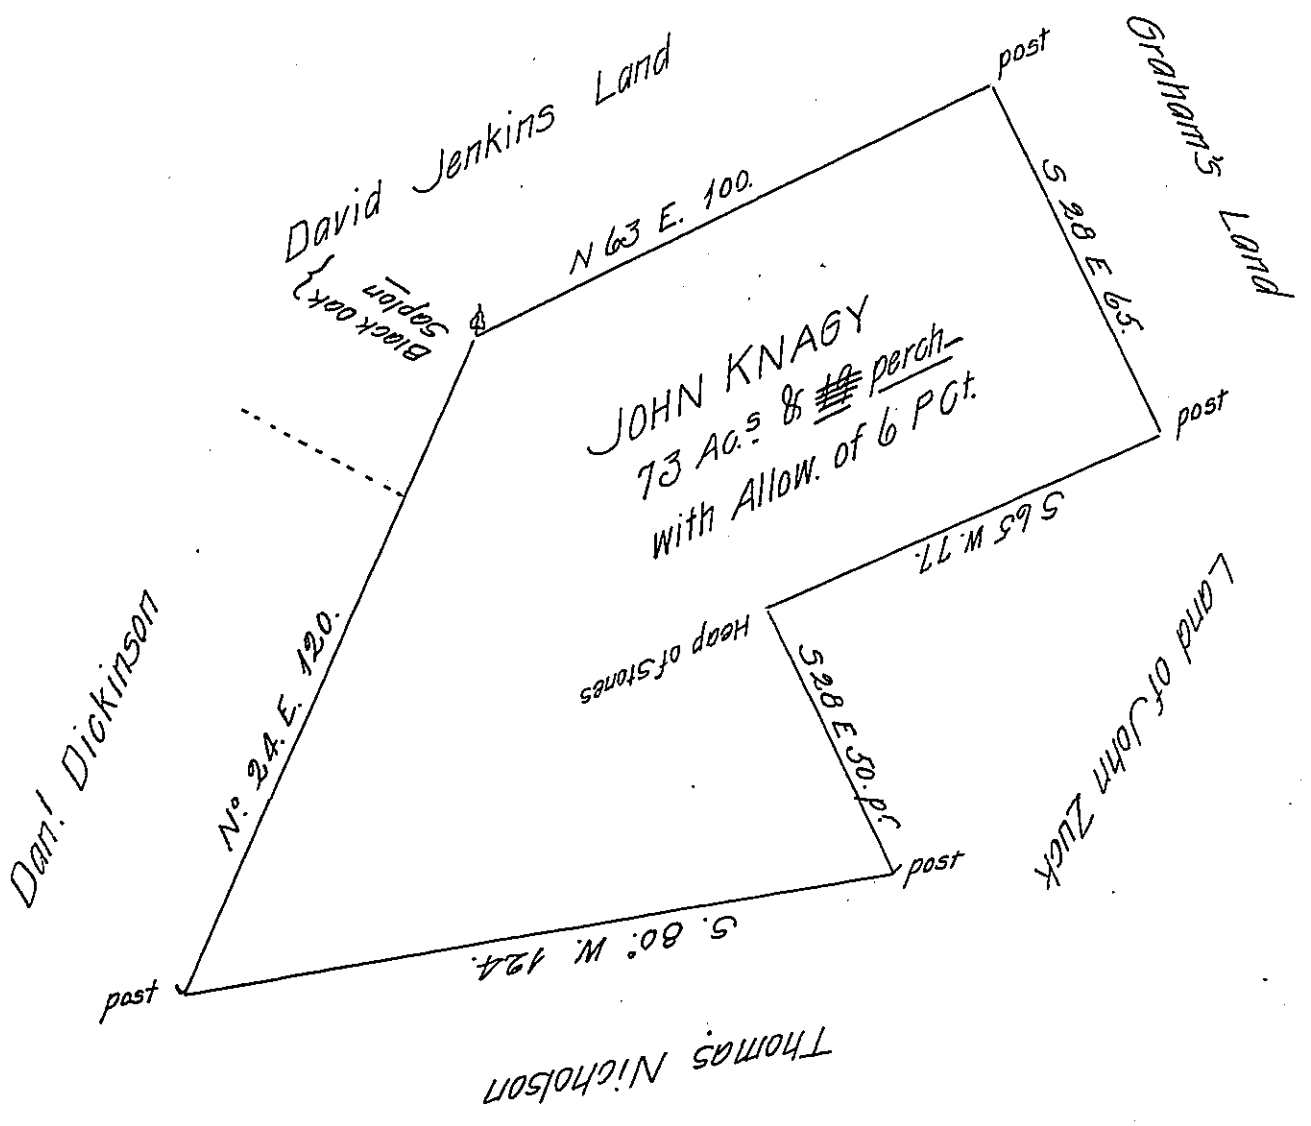 David Jenkins Land
post
Graham's Land
N 63 E. 100.
S 28 E 65.
Black oak
Saplon
JOHN KNAGY
73 Ac.s & perch
with Allow. of 6 PCt.
post
S 65 W. 77.
Heap of Stones
S 28 E 50. pr.
Land of John Zuck
Danl. Dickinson
No. 24. E. 120.
post
S. 80°. W. 124.
post
Thomas Nicholson